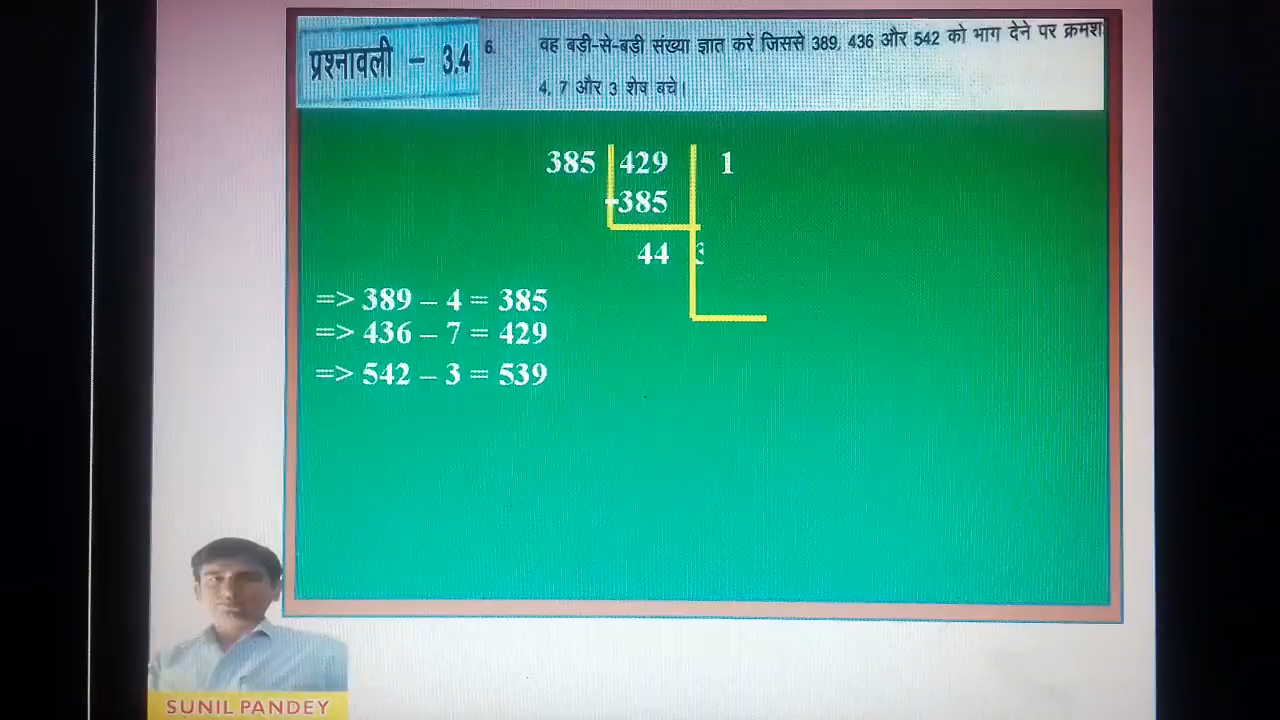 प्रश्नावली – 3.4
6. वह बड़ी-से-बड़ी संख्या ज्ञात करें जिससे 389, 436 और 542 को भाग देने पर क्रमश
4, 7 और 3 शेष बचे।
385 429 1
-385
44 3
=> 389 – 4 = 385
=> 436 – 7 = 429
=> 542 – 3 = 539
SUNIL PANDEY